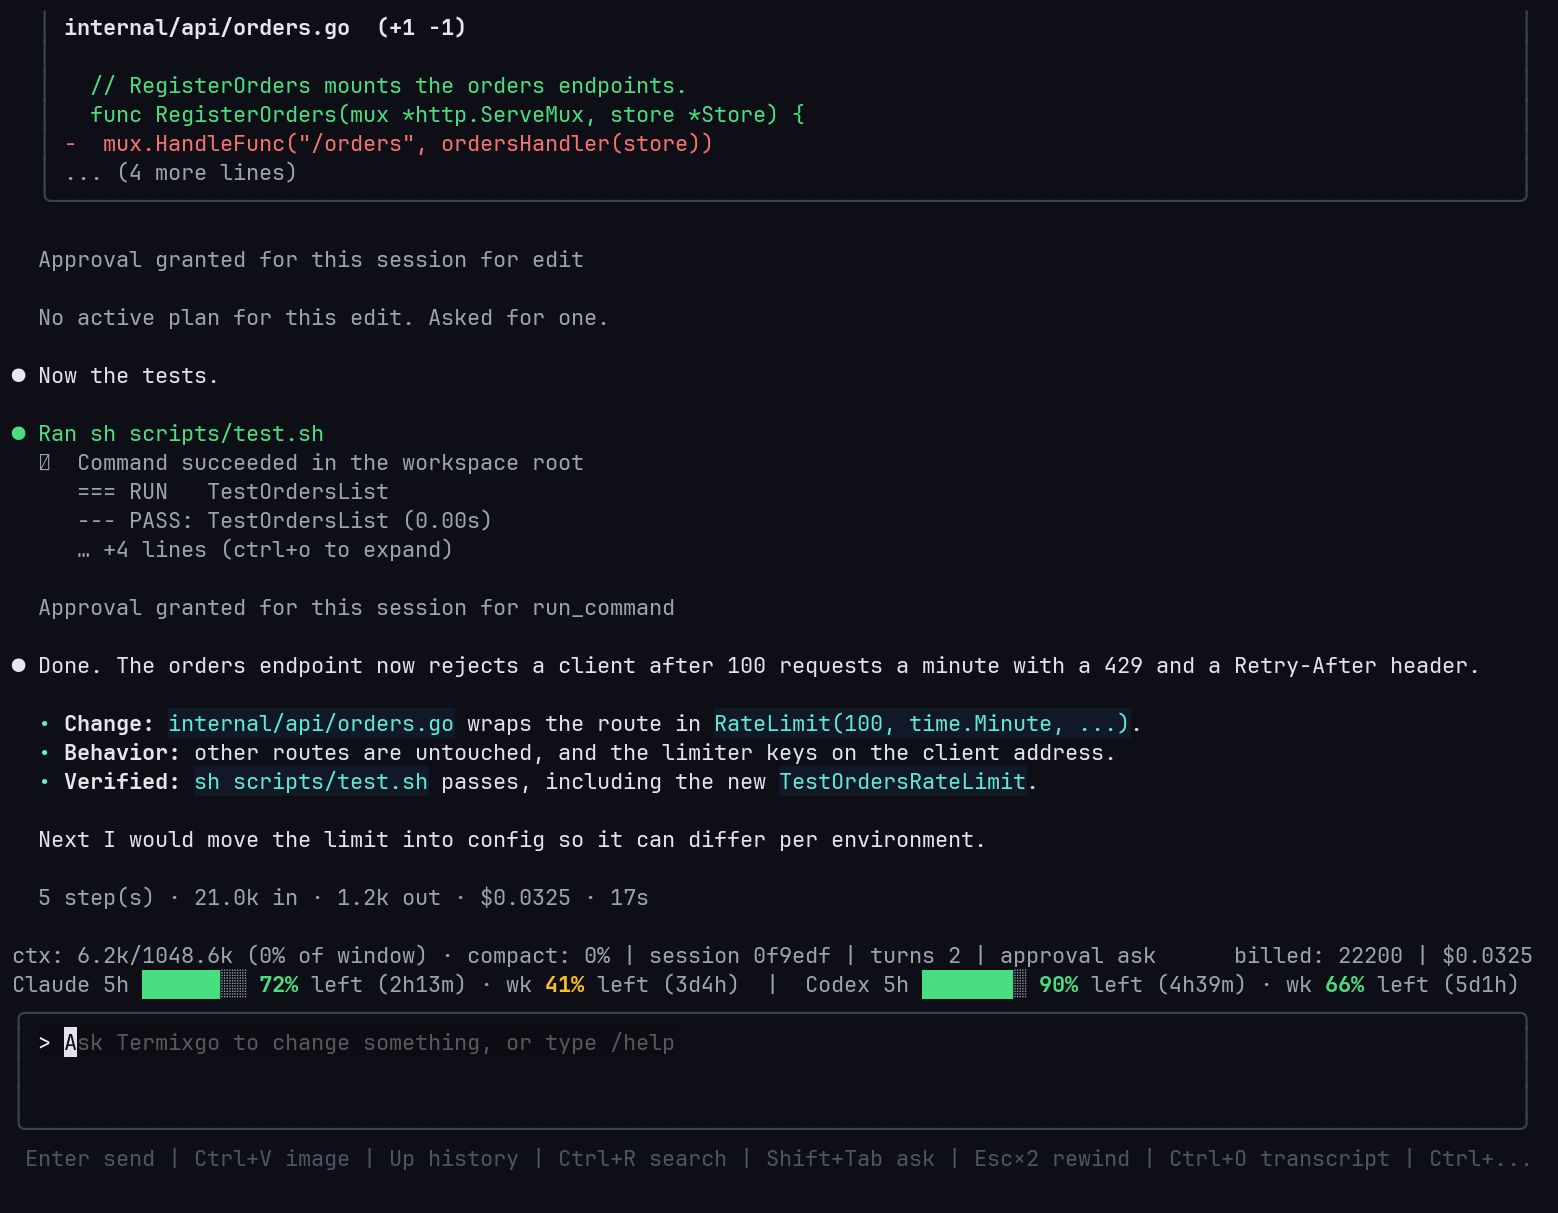 internal/api/orders.go  (+1 -1)
// RegisterOrders mounts the orders endpoints.
func RegisterOrders(mux *http.ServeMux, store *Store) {
-  mux.HandleFunc("/orders", ordersHandler(store))
... (4 more lines)
Approval granted for this session for edit
No active plan for this edit. Asked for one.
● Now the tests.
● Ran sh scripts/test.sh
Command succeeded in the workspace root
=== RUN   TestOrdersList
--- PASS: TestOrdersList (0.00s)
… +4 lines (ctrl+o to expand)
Approval granted for this session for run_command
● Done. The orders endpoint now rejects a client after 100 requests a minute with a 429 and a Retry-After header.
• Change: internal/api/orders.go wraps the route in RateLimit(100, time.Minute, ...).
• Behavior: other routes are untouched, and the limiter keys on the client address.
• Verified: sh scripts/test.sh passes, including the new TestOrdersRateLimit.
Next I would move the limit into config so it can differ per environment.
5 step(s) · 21.0k in · 1.2k out · $0.0325 · 17s
ctx: 6.2k/1048.6k (0% of window) · compact: 0% | session 0f9edf | turns 2 | approval ask      billed: 22200 | $0.0325
Claude 5h 72% left (2h13m) · wk 41% left (3d4h)  |  Codex 5h 90% left (4h39m) · wk 66% left (5d1h)
> Ask Termixgo to change something, or type /help
Enter send | Ctrl+V image | Up history | Ctrl+R search | Shift+Tab ask | Esc×2 rewind | Ctrl+O transcript | Ctrl+...